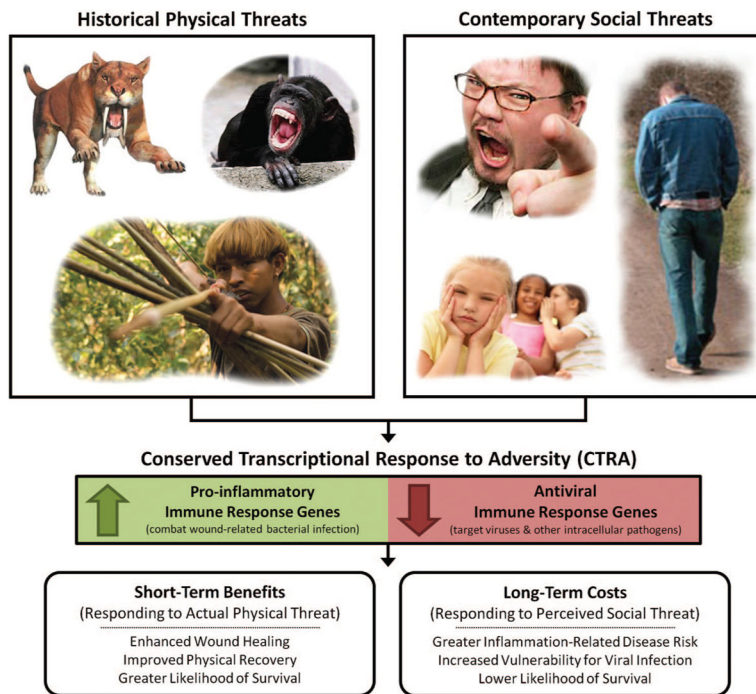 Historical Physical Threats
Contemporary Social Threats
Conserved Transcriptional Response to Adversity (CTRA)
Pro-inflammatory
Immune Response Genes
(combat wound-related bacterial infection)
Antiviral
Immune Response Genes
(target viruses & other intracellular pathogens)
Short-Term Benefits
(Responding to Actual Physical Threat)
Enhanced Wound Healing
Improved Physical Recovery
Greater Likelihood of Survival
Long-Term Costs
(Responding to Perceived Social Threat)
Greater Inflammation-Related Disease Risk
Increased Vulnerability for Viral Infection
Lower Likelihood of Survival